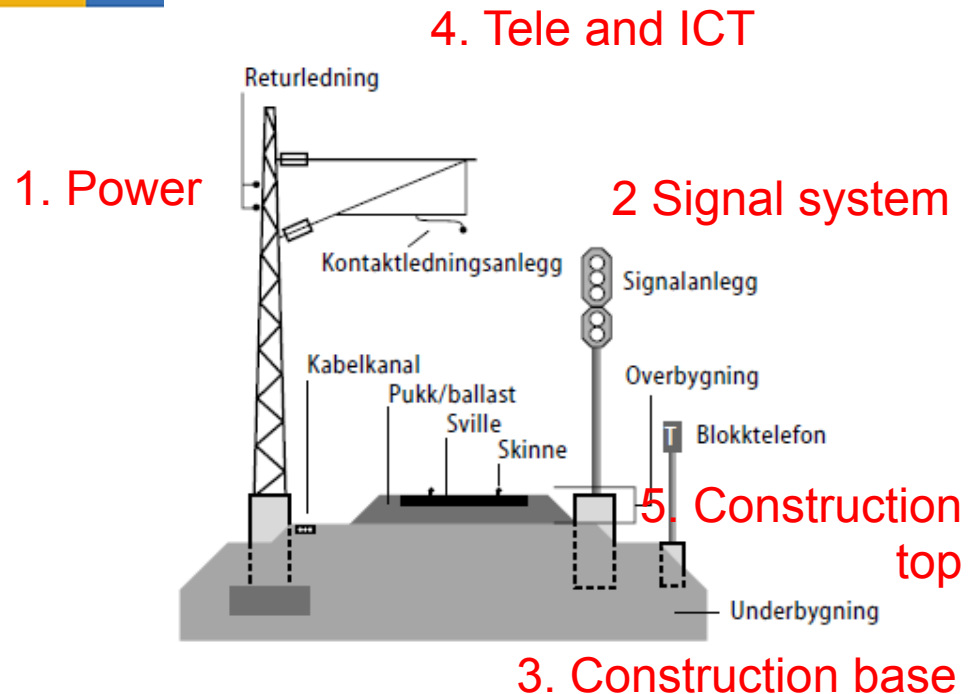 4. Tele and ICT
Returledning
1. Power
2 Signal system
Kontaktledningsanlegg
Signalanlegg
Kabelkanal
Pukk/ballast
Sville
Skinne
Overbygning
T
Blokktelefon
5. Construction
top
Underbygning
3. Construction base